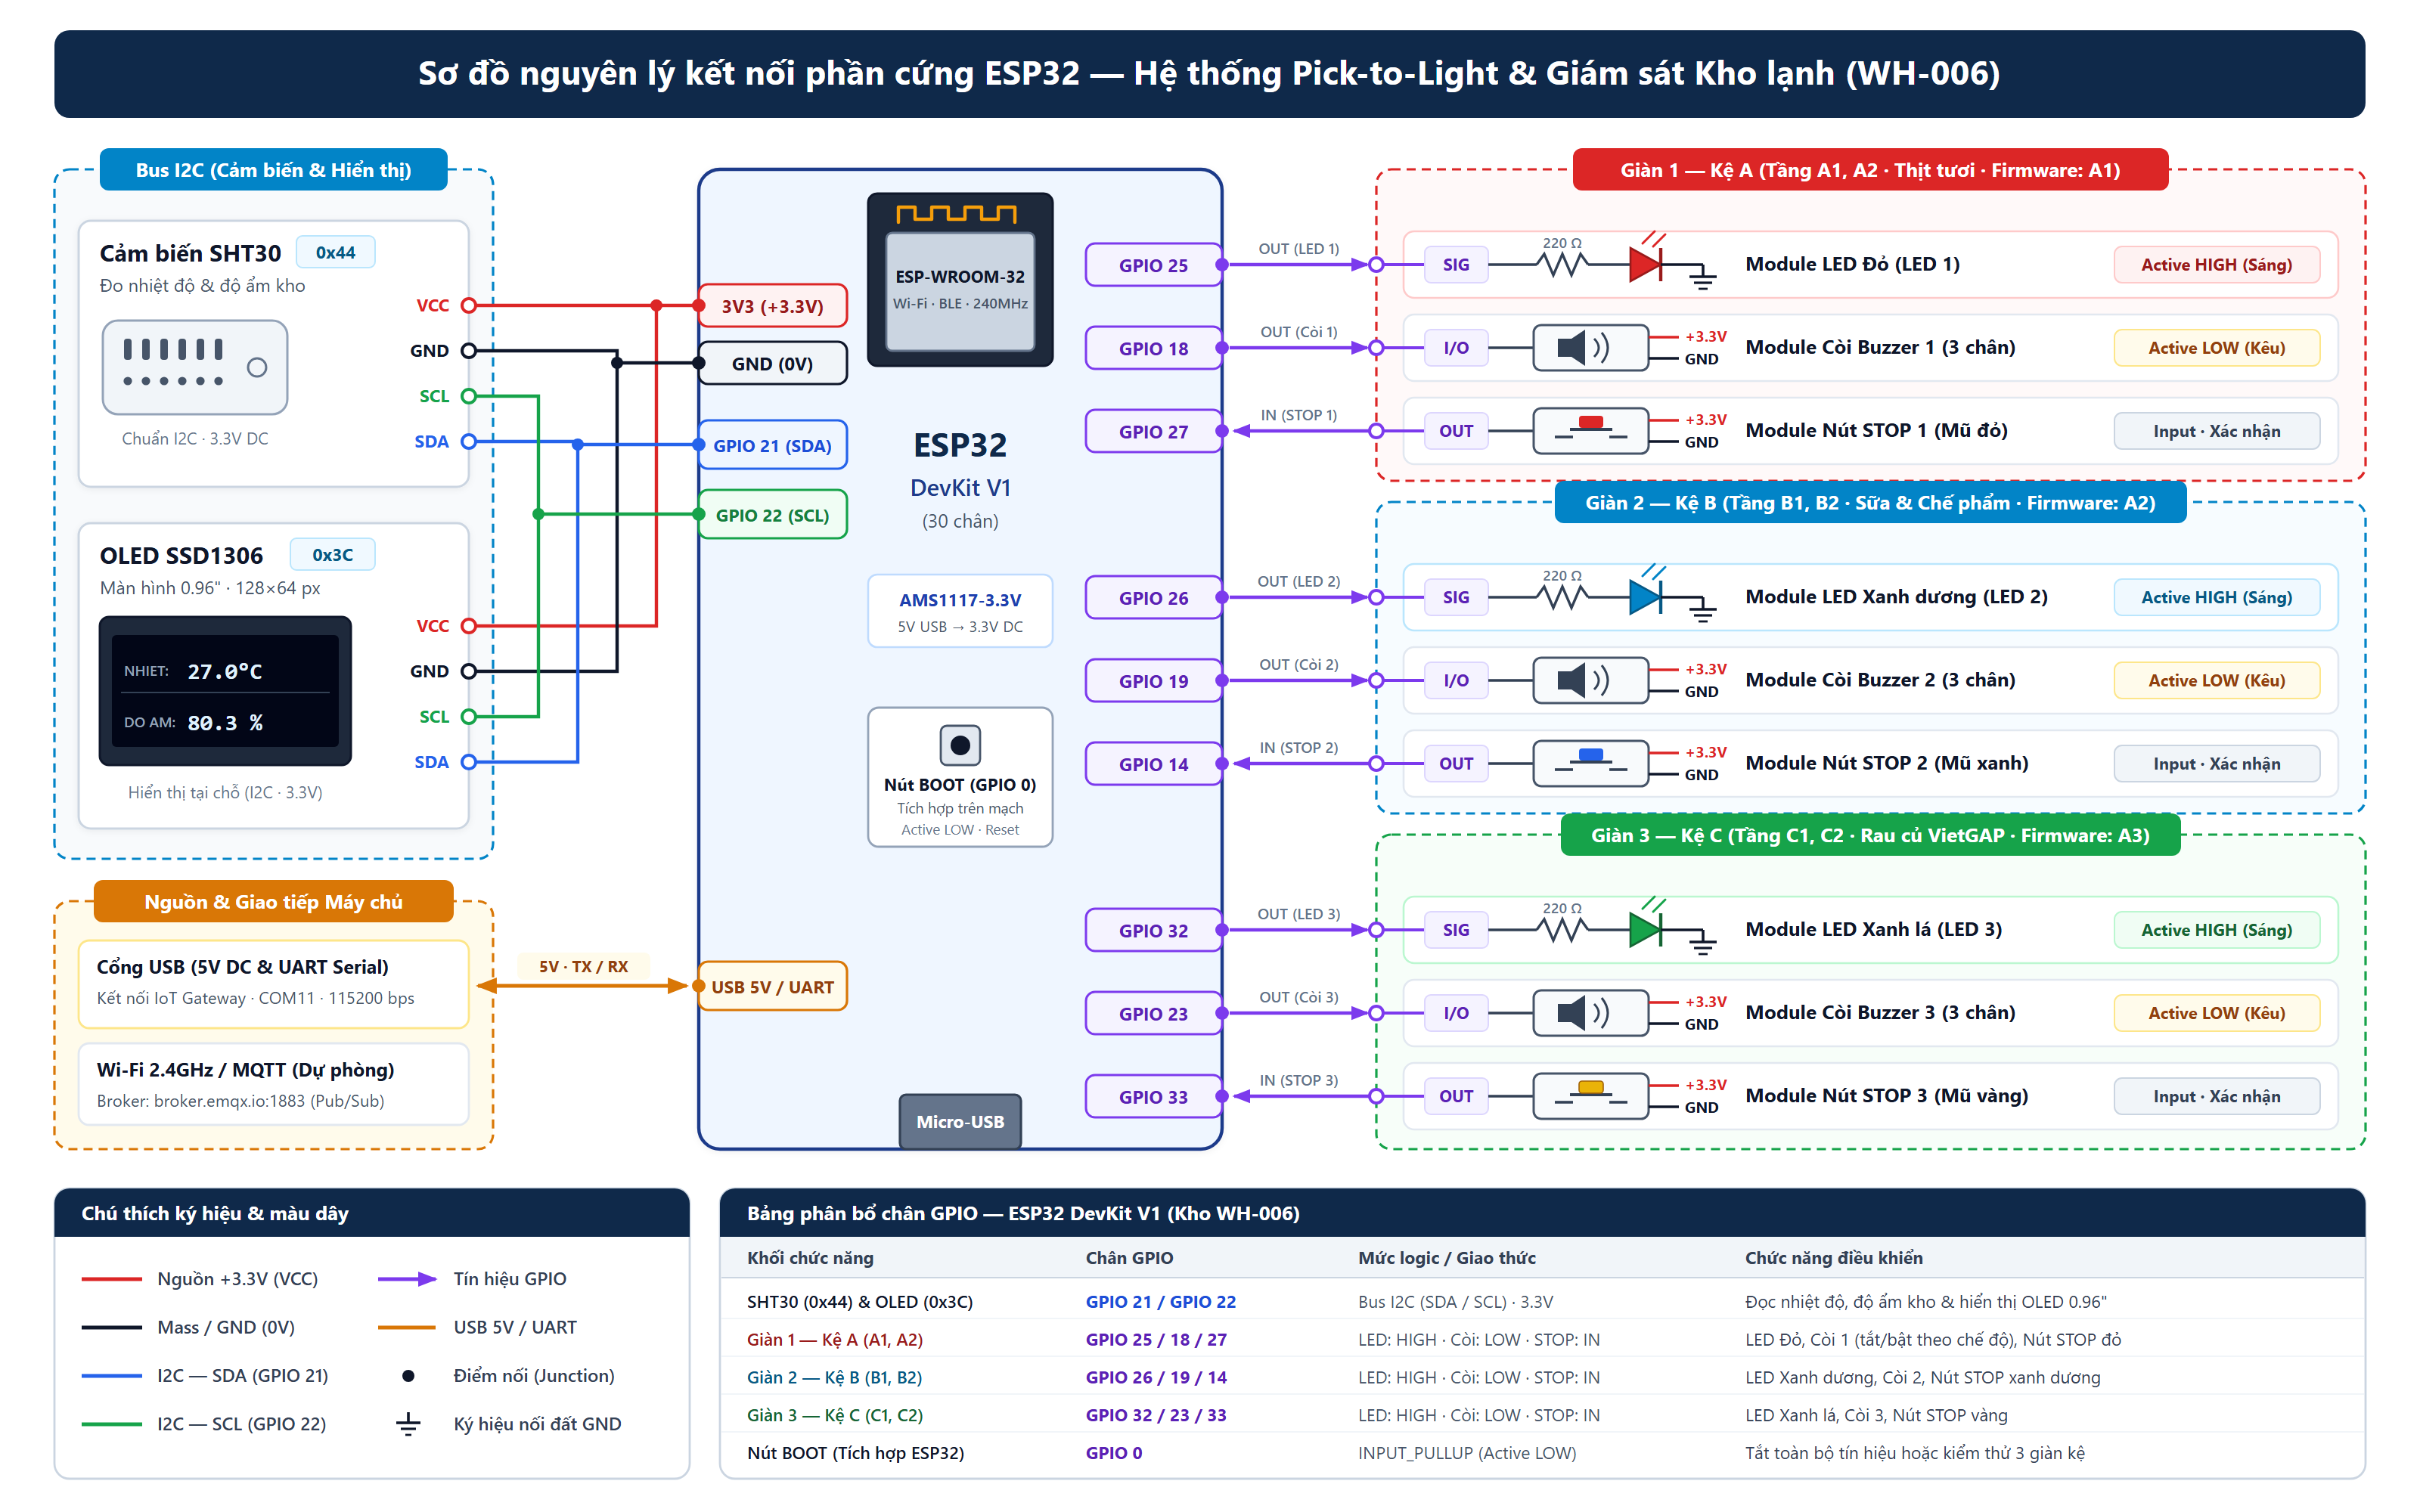 Sơ đồ nguyên lý kết nối phần cứng ESP32 — Hệ thống Pick-to-Light & Giám sát Kho lạnh (WH-006)
Bus I2C (Cảm biến & Hiển thị)
Cảm biến SHT30
0x44
Đo nhiệt độ & độ ẩm kho
Chuẩn I2C · 3.3V DC
VCC
GND
SCL
SDA
OLED SSD1306
0x3C
Màn hình 0.96" · 128×64 px
NHIET: 27.0°C
DO AM: 80.3 %
Hiển thị tại chỗ (I2C · 3.3V)
VCC
GND
SCL
SDA
Nguồn & Giao tiếp Máy chủ
Cổng USB (5V DC & UART Serial)
Kết nối IoT Gateway · COM11 · 115200 bps
Wi-Fi 2.4GHz / MQTT (Dự phòng)
Broker: broker.emqx.io:1883 (Pub/Sub)
5V · TX / RX
3V3 (+3.3V)
GND (0V)
GPIO 21 (SDA)
GPIO 22 (SCL)
USB 5V / UART
ESP-WROOM-32
Wi-Fi · BLE · 240MHz
ESP32
DevKit V1
(30 chân)
AMS1117-3.3V
5V USB → 3.3V DC
Nút BOOT (GPIO 0)
Tích hợp trên mạch
Active LOW · Reset
Micro-USB
GPIO 25
GPIO 18
GPIO 27
GPIO 26
GPIO 19
GPIO 14
GPIO 32
GPIO 23
GPIO 33
OUT (LED 1)
OUT (Còi 1)
IN (STOP 1)
OUT (LED 2)
OUT (Còi 2)
IN (STOP 2)
OUT (LED 3)
OUT (Còi 3)
IN (STOP 3)
Giàn 1 — Kệ A (Tầng A1, A2 · Thịt tươi · Firmware: A1)
SIG
220 Ω
Module LED Đỏ (LED 1)
Active HIGH (Sáng)
I/O
+3.3V
GND
Module Còi Buzzer 1 (3 chân)
Active LOW (Kêu)
OUT
+3.3V
GND
Module Nút STOP 1 (Mũ đỏ)
Input · Xác nhận
Giàn 2 — Kệ B (Tầng B1, B2 · Sữa & Chế phẩm · Firmware: A2)
SIG
220 Ω
Module LED Xanh dương (LED 2)
Active HIGH (Sáng)
I/O
+3.3V
GND
Module Còi Buzzer 2 (3 chân)
Active LOW (Kêu)
OUT
+3.3V
GND
Module Nút STOP 2 (Mũ xanh)
Input · Xác nhận
Giàn 3 — Kệ C (Tầng C1, C2 · Rau củ VietGAP · Firmware: A3)
SIG
220 Ω
Module LED Xanh lá (LED 3)
Active HIGH (Sáng)
I/O
+3.3V
GND
Module Còi Buzzer 3 (3 chân)
Active LOW (Kêu)
OUT
+3.3V
GND
Module Nút STOP 3 (Mũ vàng)
Input · Xác nhận
Chú thích ký hiệu & màu dây
Nguồn +3.3V (VCC)
Tín hiệu GPIO
Mass / GND (0V)
USB 5V / UART
I2C — SDA (GPIO 21)
Điểm nối (Junction)
I2C — SCL (GPIO 22)
Ký hiệu nối đất GND
Bảng phân bổ chân GPIO — ESP32 DevKit V1 (Kho WH-006)
Khối chức năng Chân GPIO Mức logic / Giao thức Chức năng điều khiển
SHT30 (0x44) & OLED (0x3C) GPIO 21 / GPIO 22 Bus I2C (SDA / SCL) · 3.3V Đọc nhiệt độ, độ ẩm kho & hiển thị OLED 0.96"
Giàn 1 — Kệ A (A1, A2) GPIO 25 / 18 / 27 LED: HIGH · Còi: LOW · STOP: IN LED Đỏ, Còi 1 (tắt/bật theo chế độ), Nút STOP đỏ
Giàn 2 — Kệ B (B1, B2) GPIO 26 / 19 / 14 LED: HIGH · Còi: LOW · STOP: IN LED Xanh dương, Còi 2, Nút STOP xanh dương
Giàn 3 — Kệ C (C1, C2) GPIO 32 / 23 / 33 LED: HIGH · Còi: LOW · STOP: IN LED Xanh lá, Còi 3, Nút STOP vàng
Nút BOOT (Tích hợp ESP32) GPIO 0 INPUT_PULLUP (Active LOW) Tắt toàn bộ tín hiệu hoặc kiểm thử 3 giàn kệ